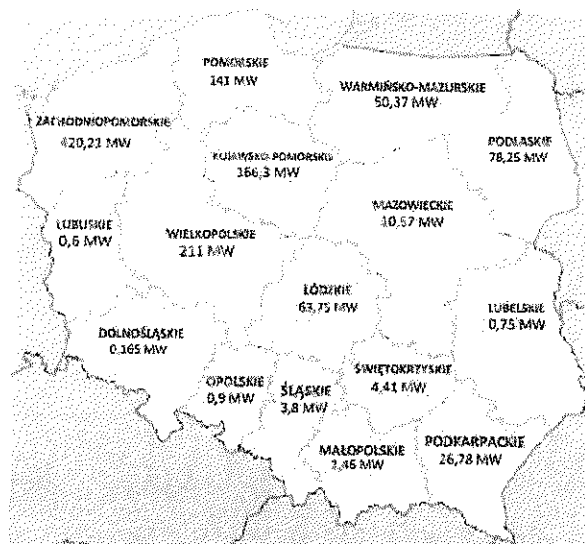 POMORSKIE
141 MW
WARMIŃSKO-MAZURSKIE
50,37 MW
ZACHODNIOPOMORSKIE
420,21 MW
PODLASKIE
78,25 MW
KUJAWSKO-POMORSKIE
166,3 MW
MAZOWIECKIE
10,57 MW
LUBUSKIE
0,6 MW
WIELKOPOLSKIE
211 MW
ŁÓDZKIE
63,75 MW
LUBELSKIE
0,75 MW
DOLNOŚLĄSKIE
0,165 MW
OPOLSKIE
0,9 MW
ŚLĄSKIE
3,8 MW
ŚWIĘTOKRZYSKIE
4,41 MW
MAŁOPOLSKIE
MW
PODKARPACKIE
26,78 MW